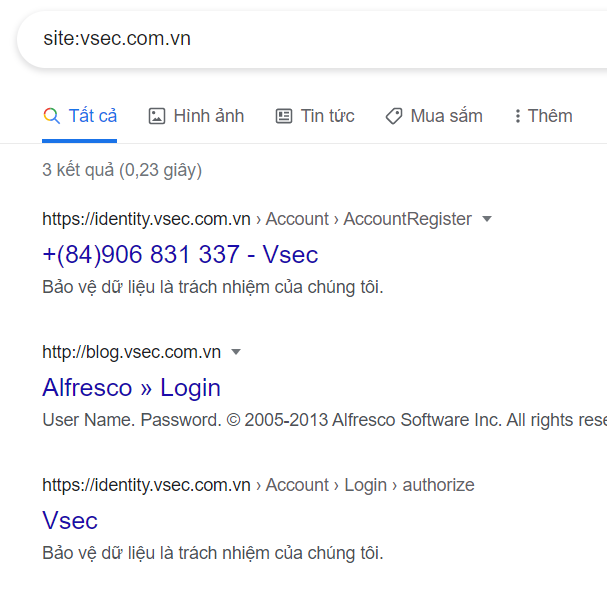 site:vsec.com.vn
Tất cả Hình ảnh Tin tức Mua sắm Thêm
3 kết quả (0,23 giây)
https://identity.vsec.com.vn › Account › AccountRegister
+(84)906 831 337 - Vsec
Bảo vệ dữ liệu là trách nhiệm của chúng tôi.
http://blog.vsec.com.vn
Alfresco » Login
User Name. Password. © 2005-2013 Alfresco Software Inc. All rights rese
https://identity.vsec.com.vn › Account › Login › authorize
Vsec
Bảo vệ dữ liệu là trách nhiệm của chúng tôi.